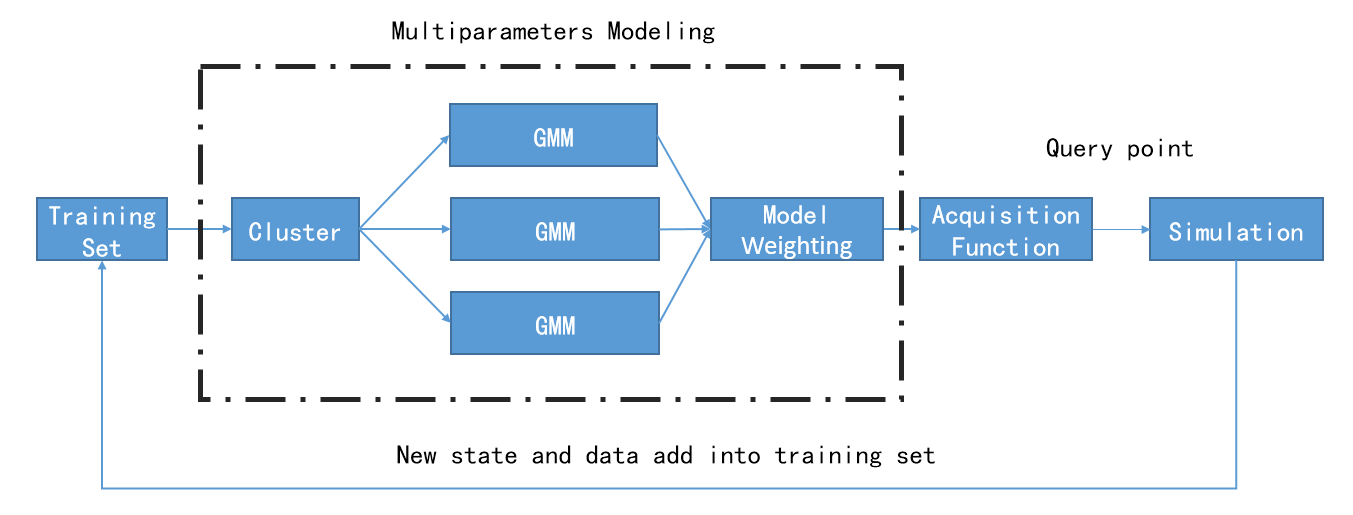 Multiparameters Modeling
GMM
Query point
Training
Set
Cluster
GMM
Model
Weighting
Acquisition
Function
Simulation
GMM
New state and data add into training set